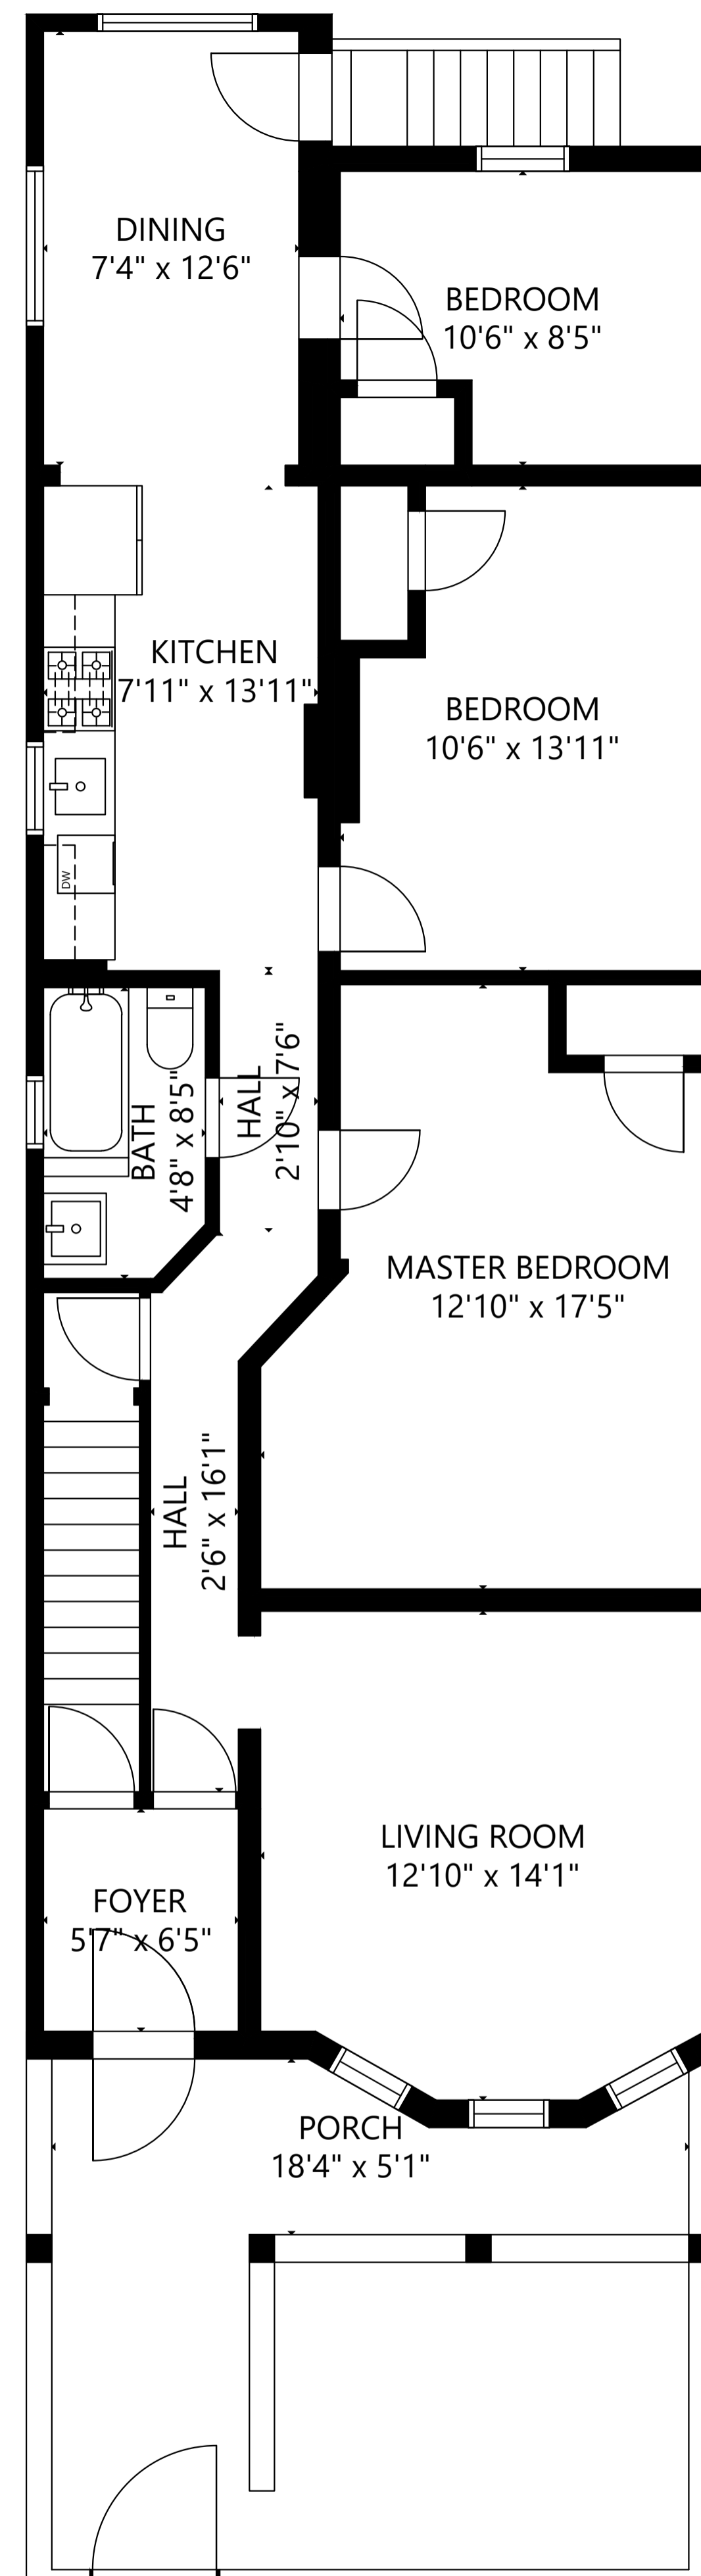 DINING
7'4" x 12'6"
BEDROOM
10'6" x 8'5"
KITCHEN
7'11" x 13'11"
BEDROOM
10'6" x 13'11"
DW
HALL
2'10" x 7'6"
BATH
4'8" x 8'5"
MASTER BEDROOM
12'10" x 17'5"
HALL
2'6" x 16'1"
LIVING ROOM
12'10" x 14'1"
FOYER
5'7" x 6'5"
PORCH
18'4" x 5'1"